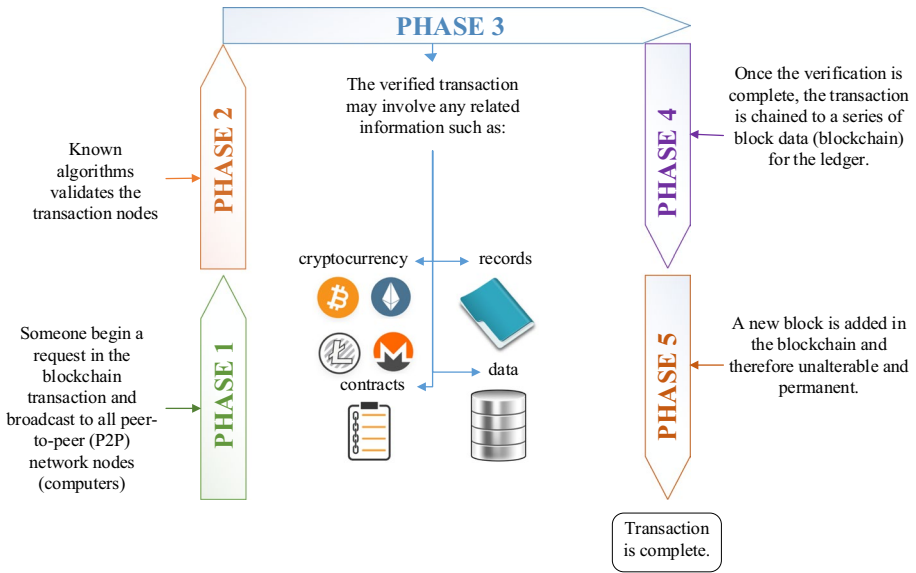 PHASE 3
The verified transaction
may involve any related
information such as:
PHASE 2
Known
algorithms
validates the
transaction nodes
PHASE 1
Someone begin a
request in the
blockchain
transaction and
broadcast to all peer-
to-peer (P2P)
network nodes
(computers)
cryptocurrency
records
contracts
data
PHASE 4
Once the verification is
complete, the transaction
is chained to a series of
block data (blockchain)
for the ledger.
PHASE 5
A new block is added in
the blockchain and
therefore unalterable and
permanent.
Transaction
is complete.